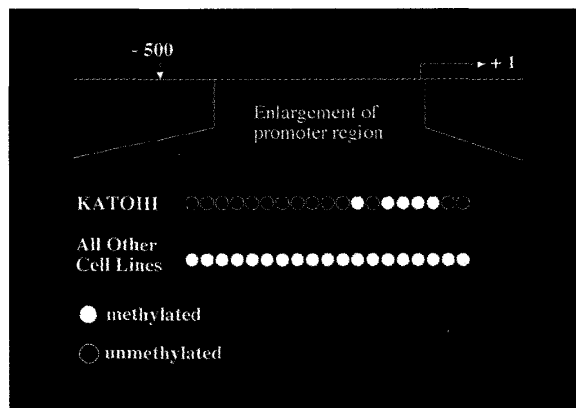 - 500
+ 1
Enlargement of
promoter region
KATOIII
All Other
Cell Lines
methylated
unmethylated